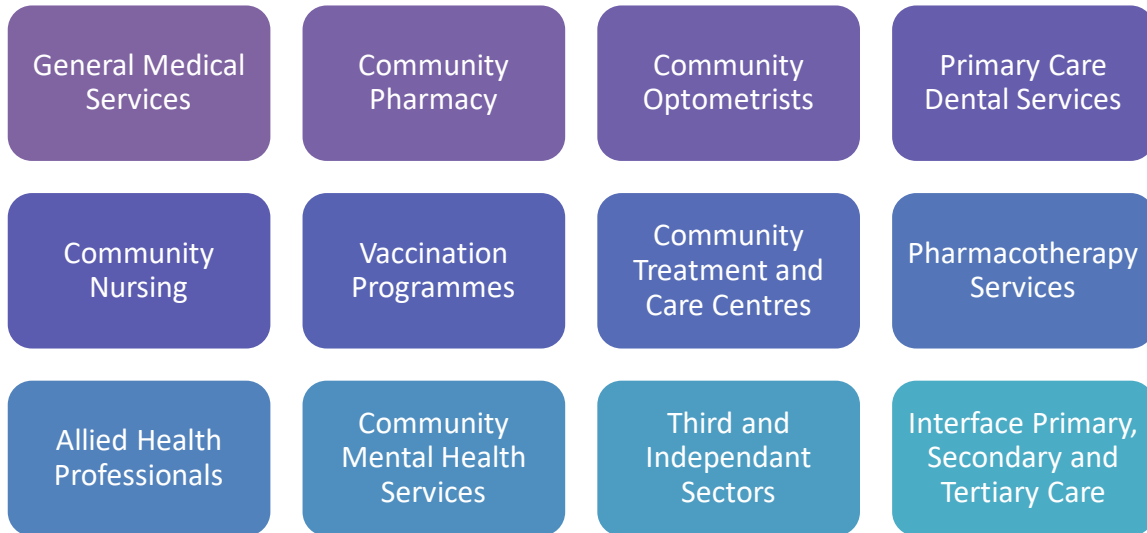 General Medical
Services
Community
Pharmacy
Community
Optometrists
Primary Care
Dental Services
Community
Nursing
Vaccination
Programmes
Community
Treatment and
Care Centres
Pharmacotherapy
Services
Allied Health
Professionals
Community
Mental Health
Services
Third and
Independant
Sectors
Interface Primary,
Secondary and
Tertiary Care